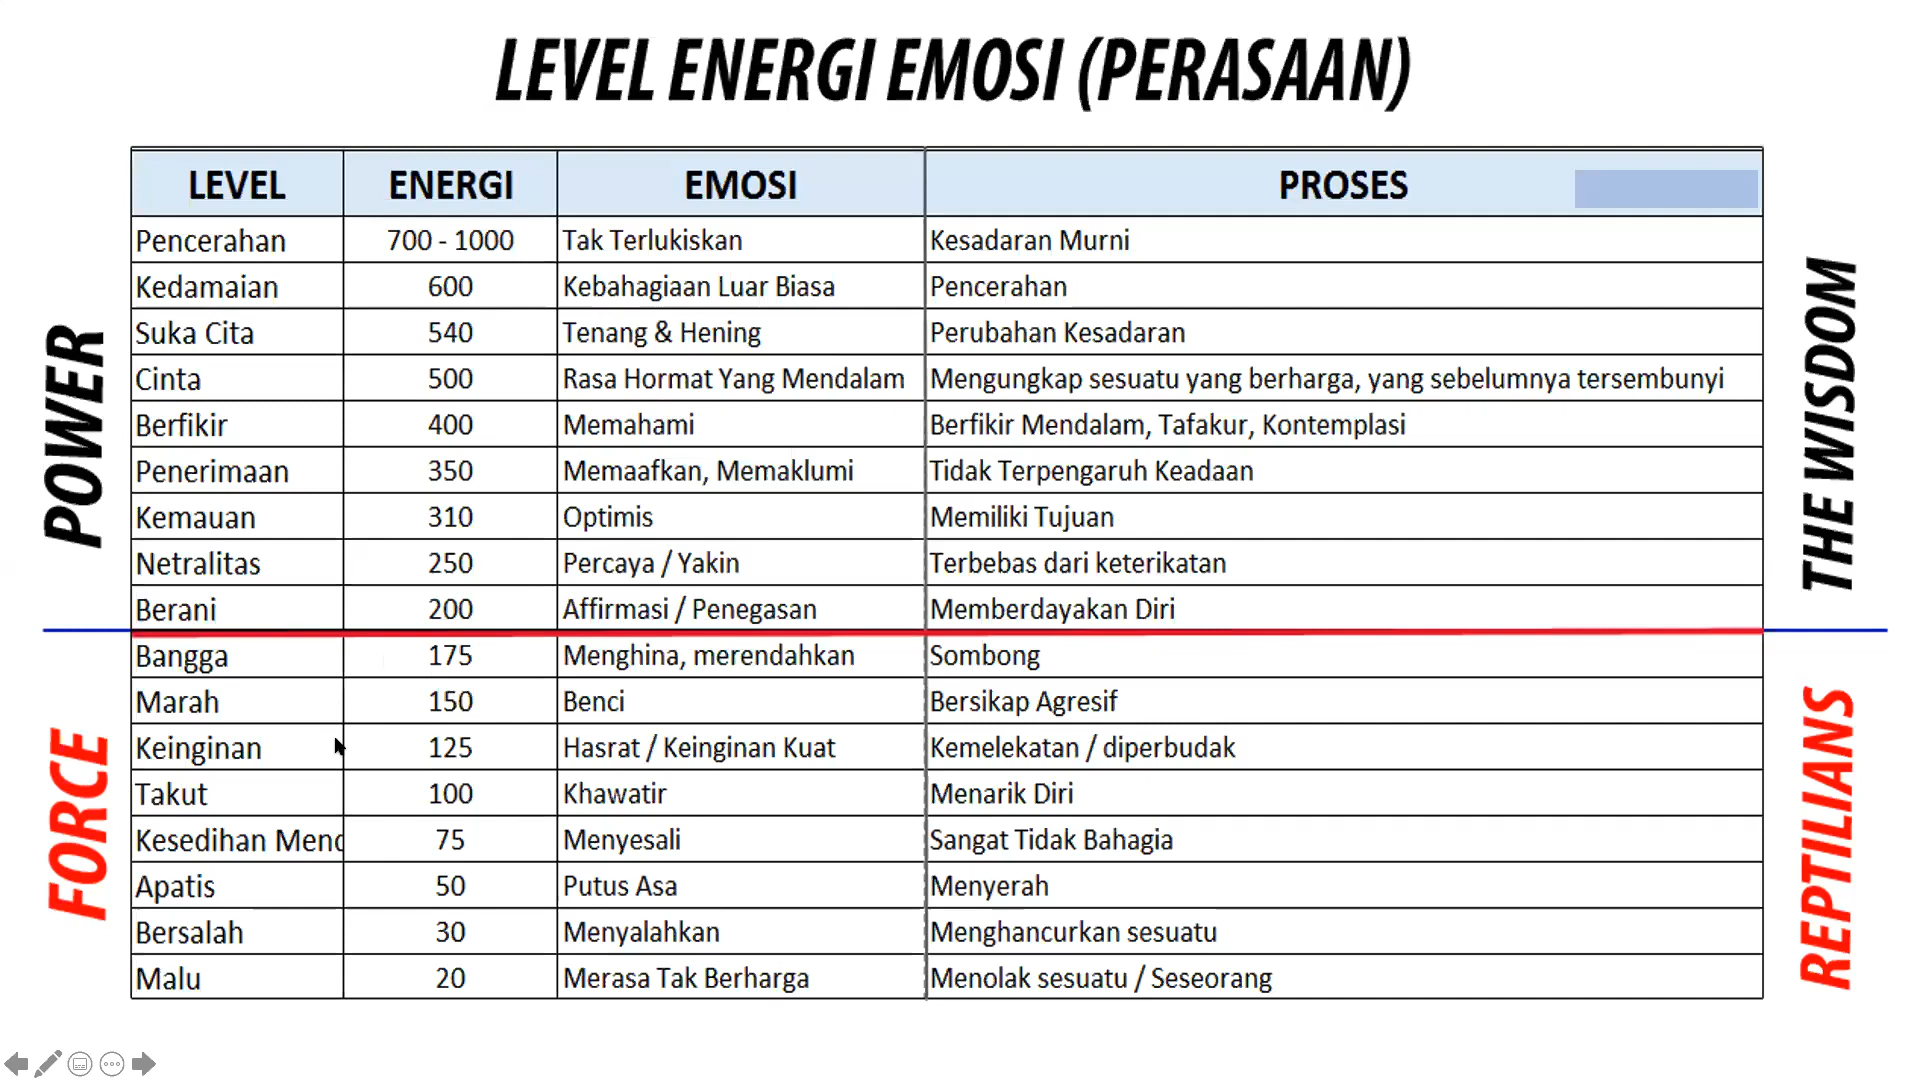 LEVEL ENERGI EMOSI (PERASAAN)
LEVEL ENERGI EMOSI PROSES
Pencerahan 700 - 1000 Tak Terlukiskan Kesadaran Murni
Kedamaian 600 Kebahagiaan Luar Biasa Pencerahan
Suka Cita 540 Tenang & Hening Perubahan Kesadaran
Cinta 500 Rasa Hormat Yang Mendalam Mengungkap sesuatu yang berharga, yang sebelumnya tersembunyi
Berfikir 400 Memahami Berfikir Mendalam, Tafakur, Kontemplasi
Penerimaan 350 Memaafkan, Memaklumi Tidak Terpengaruh Keadaan
Kemauan 310 Optimis Memiliki Tujuan
Netralitas 250 Percaya / Yakin Terbebas dari keterikatan
Berani 200 Affirmasi / Penegasan Memberdayakan Diri
Bangga 175 Menghina, merendahkan Sombong
Marah 150 Benci Bersikap Agresif
Keinginan 125 Hasrat / Keinginan Kuat Kemelekatan / diperbudak
Takut 100 Khawatir Menarik Diri
Kesedihan Mend 75 Menyesali Sangat Tidak Bahagia
Apatis 50 Putus Asa Menyerah
Bersalah 30 Menyalahkan Menghancurkan sesuatu
Malu 20 Merasa Tak Berharga Menolak sesuatu / Seseorang
POWER
FORCE
THE WISDOM
REPTILIANS